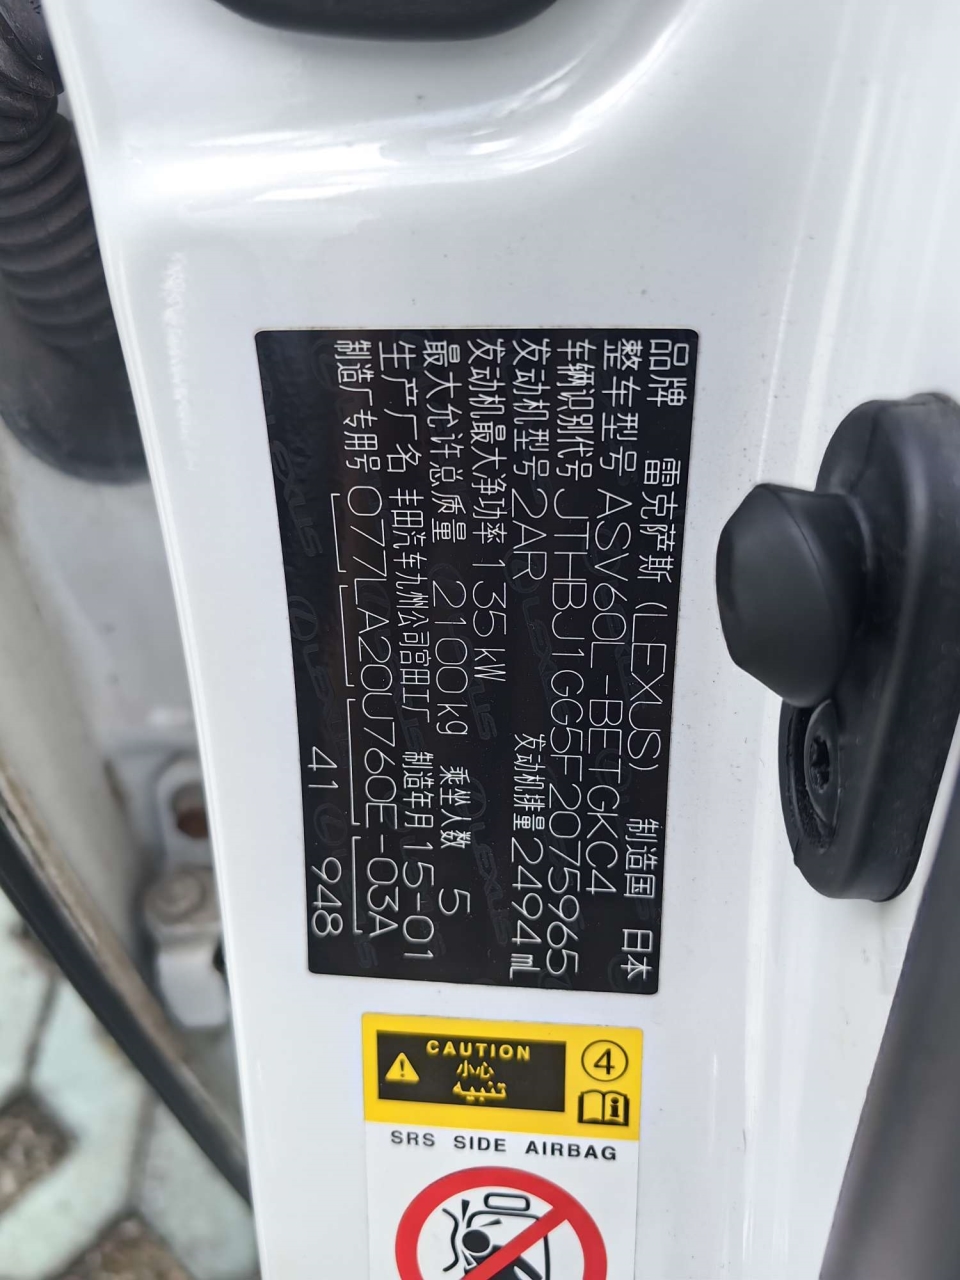 品牌 雷克萨斯 (LEXUS) 制造国 日本
整车型号 ASV60L-BETGKC4
车辆识别代号 JTHBJ1GG5F2075965
发动机型号 2AR 发动机排量 2494 mL
发动机最大净功率 135 kW
最大允许总质量 2100kg 乘坐人数 5
生产厂名 丰田汽车九州公司宫田工厂 制造年月 15-01
制造厂专用号 077LA20U760E-03A
41 948
CAUTION
小心
تنبيه
4
i
SRS SIDE AIRBAG